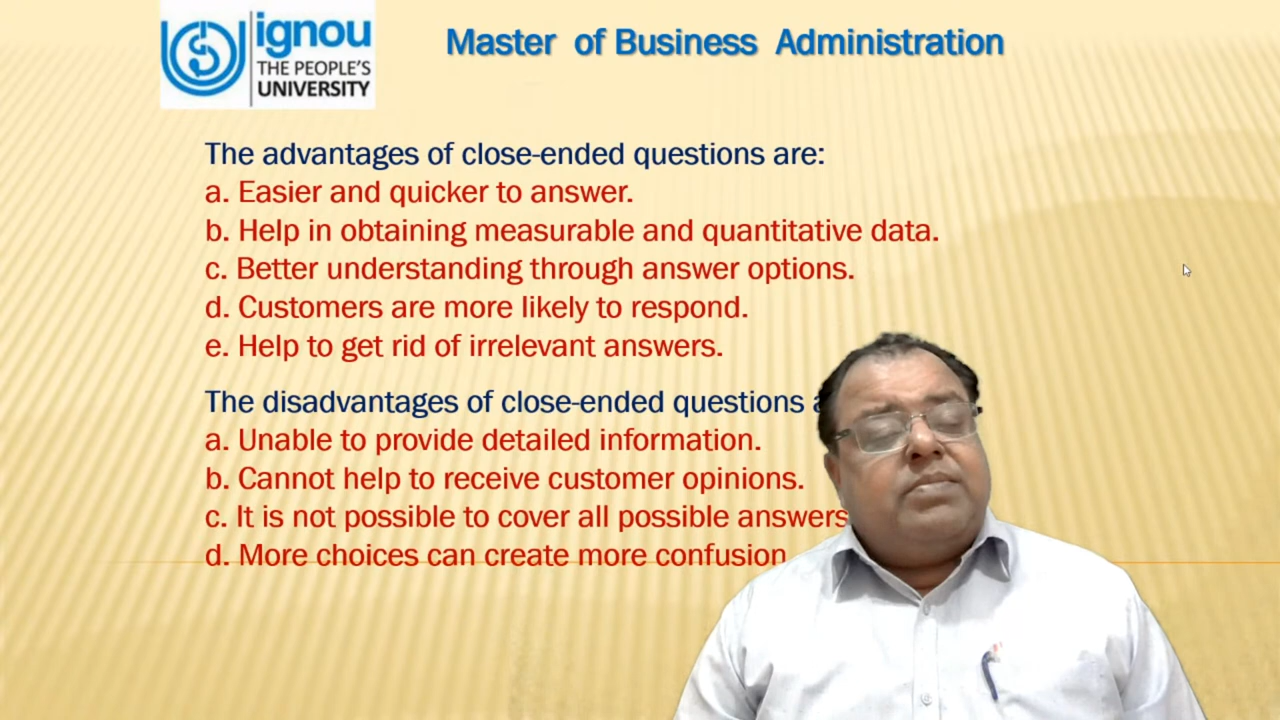 ignou
THE PEOPLE'S
UNIVERSITY
Master of Business Administration
The advantages of close-ended questions are:
a. Easier and quicker to answer.
b. Help in obtaining measurable and quantitative data.
c. Better understanding through answer options.
d. Customers are more likely to respond.
e. Help to get rid of irrelevant answers.
The disadvantages of close-ended questions
a. Unable to provide detailed information.
b. Cannot help to receive customer opinions.
c. It is not possible to cover all possible answers
d. More choices can create more confusion